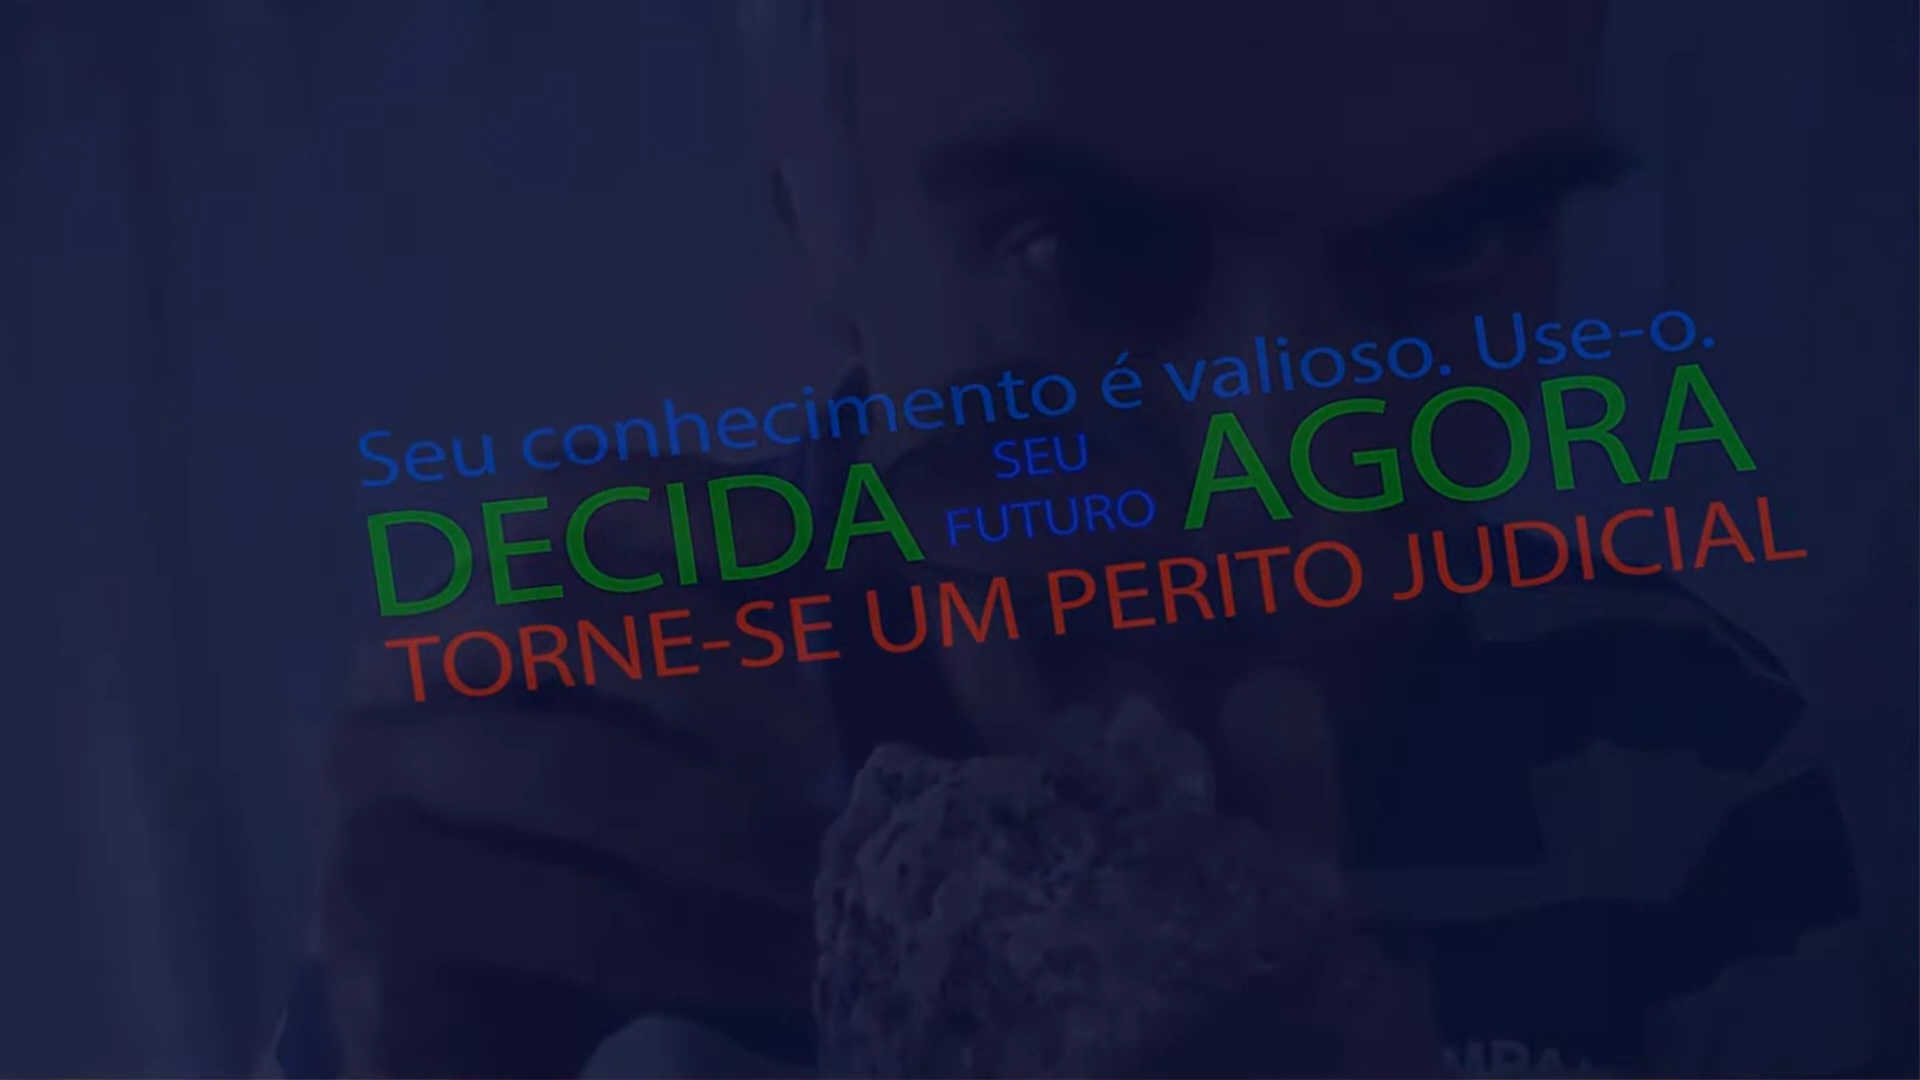 Seu conhecimento é valioso. Use-o.
DECIDA SEU FUTURO AGORA
TORNE-SE UM PERITO JUDICIAL